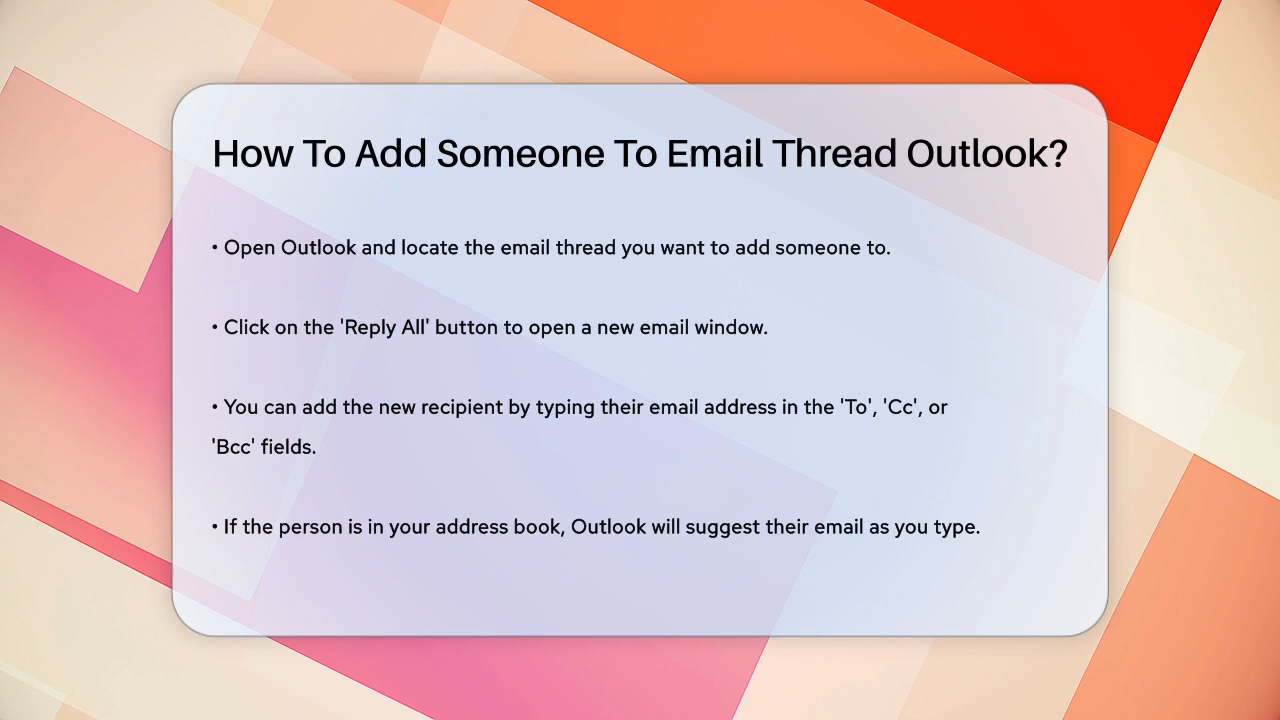 How To Add Someone To Email Thread Outlook?
• Open Outlook and locate the email thread you want to add someone to.
• Click on the 'Reply All' button to open a new email window.
• You can add the new recipient by typing their email address in the 'To', 'Cc', or
'Bcc' fields.
• If the person is in your address book, Outlook will suggest their email as you type.